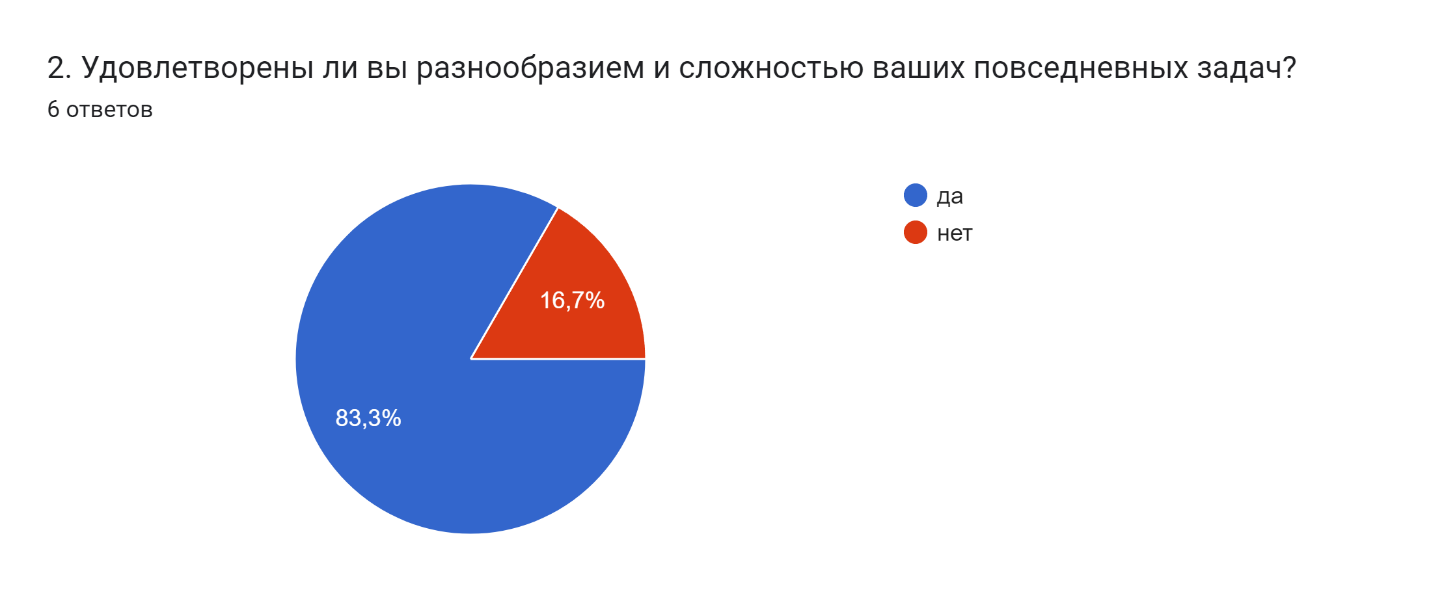 2. Удовлетворены ли вы разнообразием и сложностью ваших повседневных задач?
6 ответов
да
нет
16,7%
83,3%